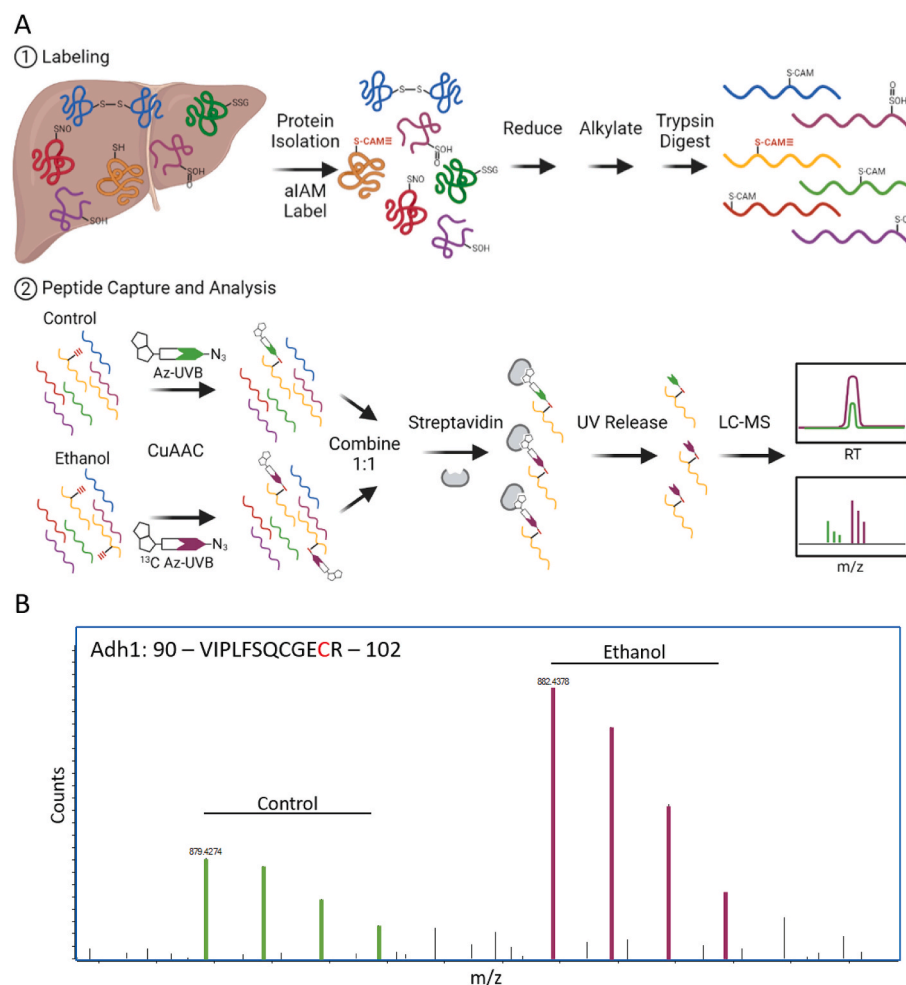 A
① Labeling
S-CAM
O
SOH
S-CAM≡
S-CAM
S-CAM
S-C
S—S
SSG
SNO
SH
SOH
O
SOH
Protein
Isolation
aIAM
Label
S-CAM≡
SOH
O
SNO
SSG
SOH
Reduce
Alkylate
Trypsin
Digest
② Peptide Capture and Analysis
Control
Az-UVB
N3
CuAAC
Ethanol
13C Az-UVB
N3
Combine
1:1
Streptavidin
UV Release
LC-MS
RT
m/z
B
Adh1: 90 – VIPLFSQCGECR – 102
Ethanol
882.4378
Control
879.4274
Counts
m/z